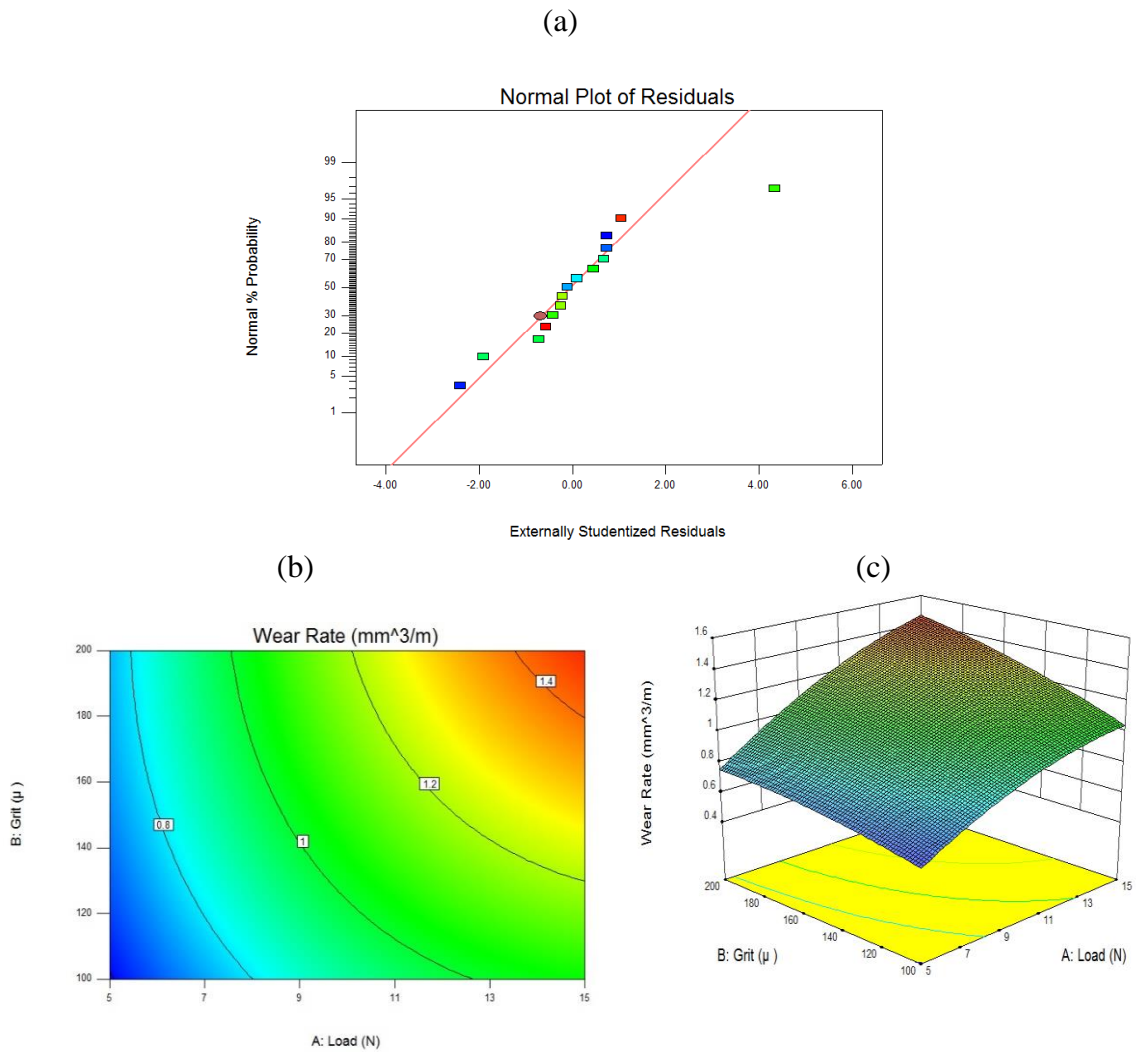 (a)
Normal Plot of Residuals
Normal % Probability
99
95
90
80
70
50
30
20
10
5
1
-4.00 -2.00 0.00 2.00 4.00 6.00
Externally Studentized Residuals
(b)
Wear Rate (mm^3/m)
B: Grit (µ )
200
180
160
140
120
100
0.8
1
1.2
1.4
5 7 9 11 13 15
A: Load (N)
(c)
Wear Rate (mm^3/m)
1.6
1.4
1.2
1
0.8
0.6
0.4
200
180
160
140
120
100
B: Grit (µ )
5
7
9
11
13
15
A: Load (N)